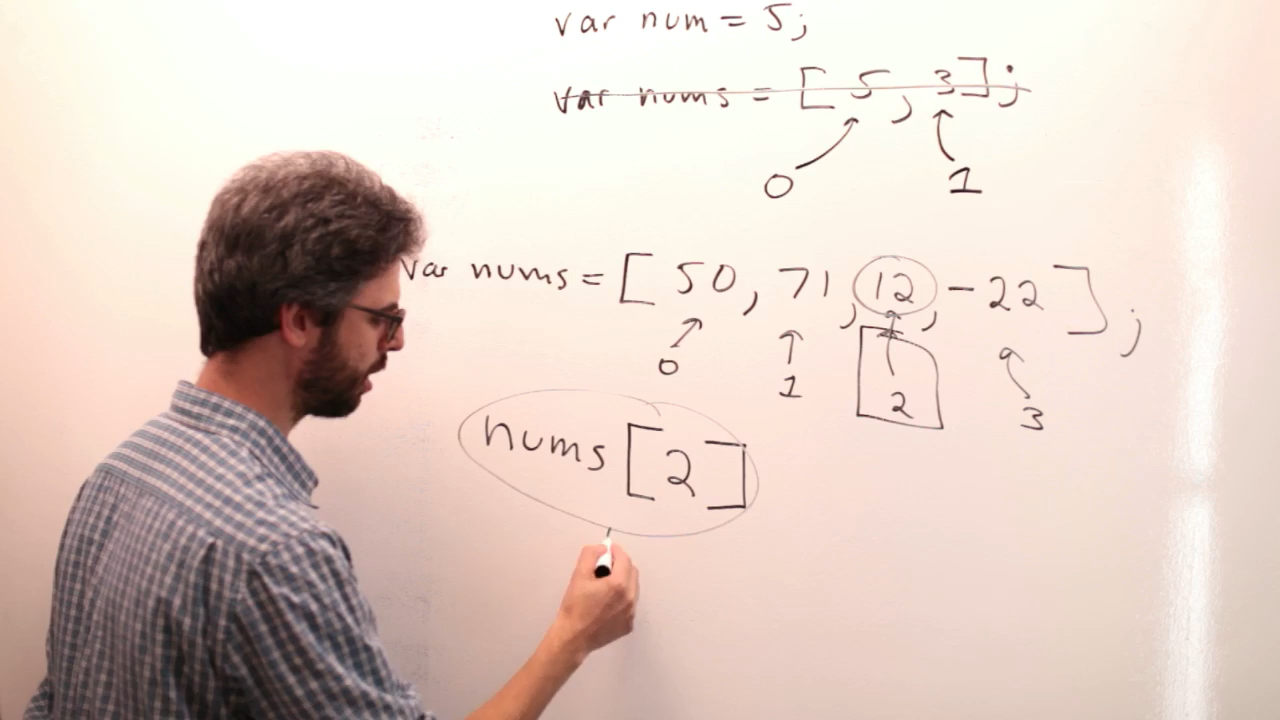 var num = 5;
var nums = [ 5, 3];
0 1
var nums = [ 50, 71, 12, -22 ];
0 1 2 3
nums [2]